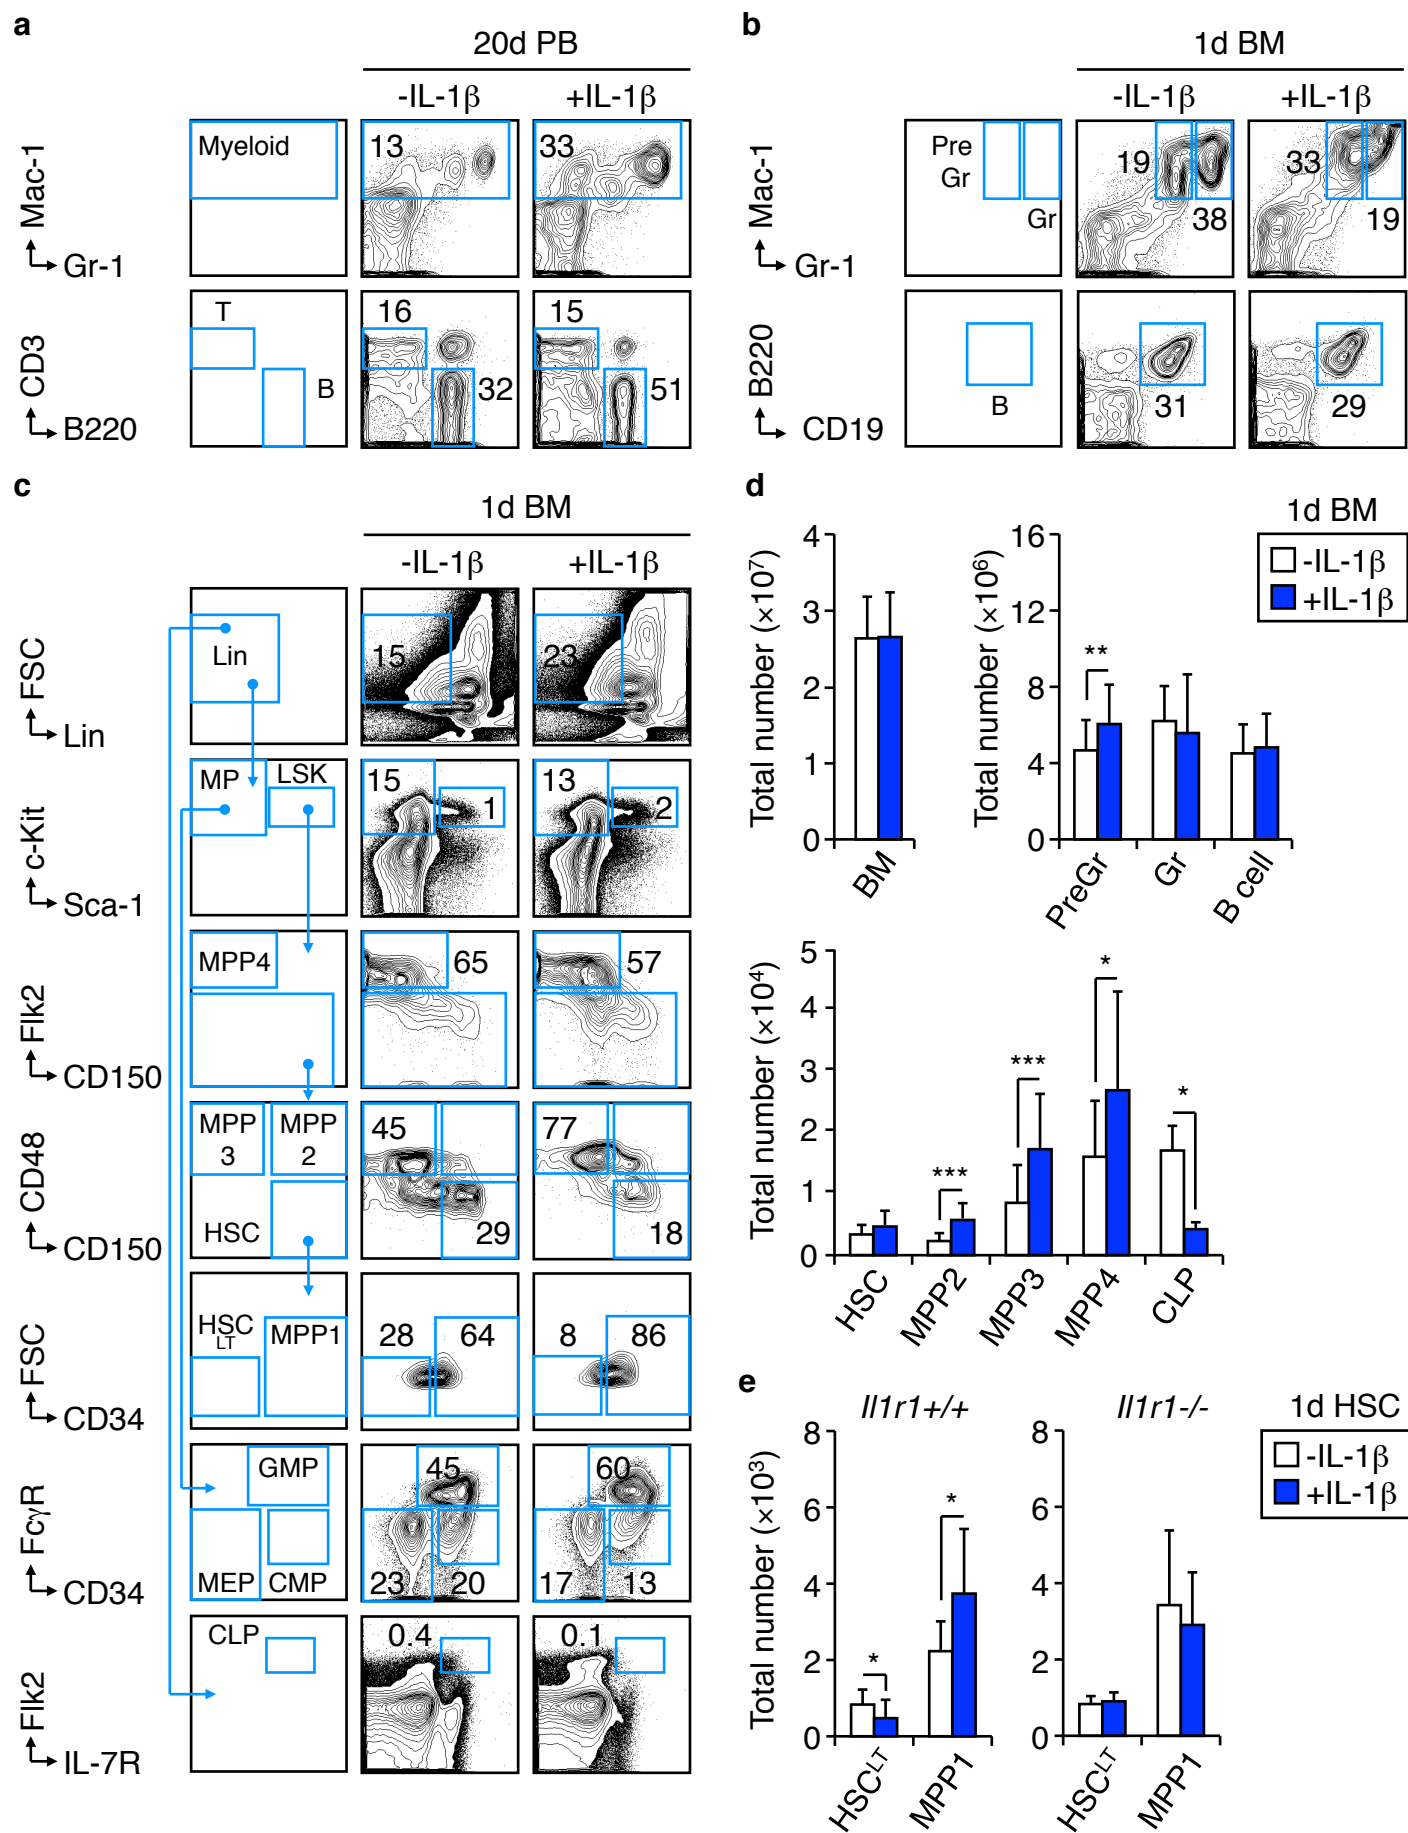 a
20d PB
-IL-1β
+IL-1β
Mac-1
Gr-1
Myeloid
13
33
CD3
B220
T
B
16
32
15
51
b
1d BM
-IL-1β
+IL-1β
Mac-1
Gr-1
Pre
Gr
Gr
19
38
33
19
B220
CD19
B
31
29
c
1d BM
-IL-1β
+IL-1β
FSC
Lin
Lin
15
23
c-Kit
Sca-1
MP
LSK
15
1
13
2
Flk2
CD150
MPP4
65
57
CD48
CD150
MPP
3
MPP
2
HSC
45
29
77
18
FSC
CD34
HSC
LT
MPP1
28
64
8
86
FcγR
CD34
GMP
MEP
CMP
45
23
20
60
17
13
Flk2
IL-7R
CLP
0.4
0.1
d
1d BM
-IL-1β
+IL-1β
Total number (×10⁷)
4
3
2
1
0
BM
Total number (×10⁶)
16
12
8
4
0
**
PreGr
Gr
B cell
Total number (×10⁴)
5
4
3
2
1
0
***
***
*
*
HSC
MPP2
MPP3
MPP4
CLP
e
Il1r1+/+
Il1r1-/-
1d HSC
-IL-1β
+IL-1β
Total number (×10³)
8
6
4
2
0
*
*
HSCᴸᵀ
MPP1
8
6
4
2
0
HSCᴸᵀ
MPP1